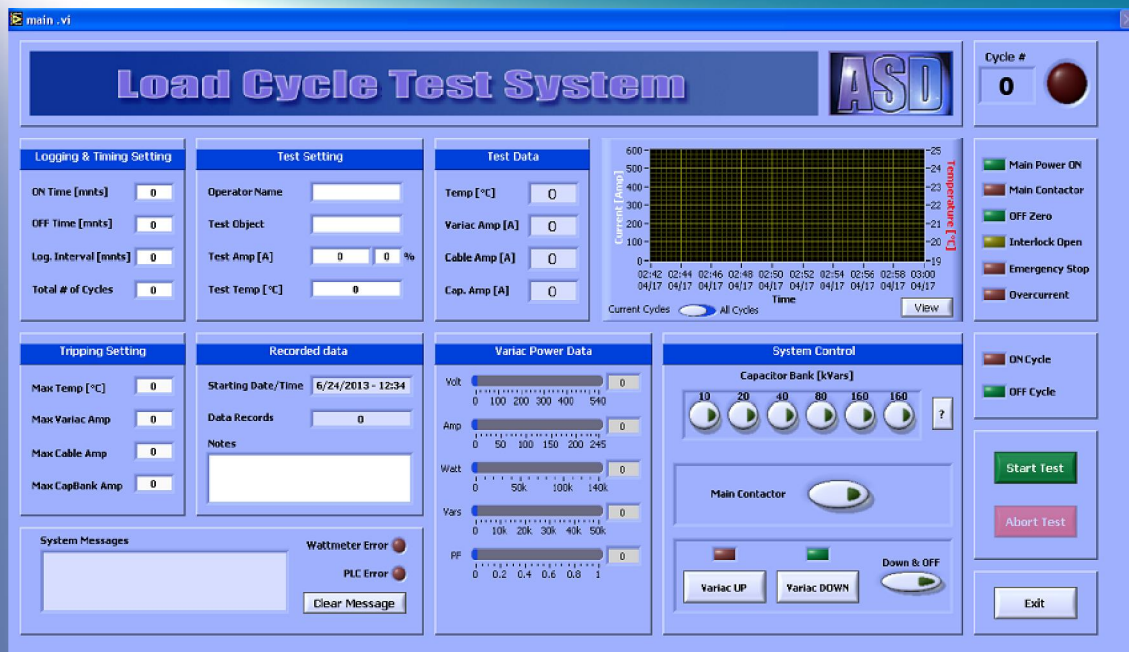 main .vi
Load Cycle Test System
ASD
Cycle #
0
Logging & Timing Setting
ON Time [mnts] 0
OFF Time [mnts] 0
Log. Interval [mnts] 0
Total # of Cycles 0
Test Setting
Operator Name
Test Object
Test Amp [A] 0 0 %
Test Temp [°C] 0
Test Data
Temp [°C] 0
Variac Amp [A] 0
Cable Amp [A] 0
Cap. Amp [A] 0
Current [Amp]
600
500
400
300
200
100
0
25
24
23
22
21
20
19
Temperature [°C]
02:42 02:44 02:46 02:48 02:50 02:52 02:54 02:56 02:58 03:00
04/17 04/17 04/17 04/17 04/17 04/17 04/17 04/17 04/17 04/17
Time
Current Cycles All Cycles
View
Main Power ON
Main Contactor
OFF Zero
Interlock Open
Emergency Stop
Overcurrent
Tripping Setting
Max Temp [°C] 0
Max Variac Amp 0
Max Cable Amp 0
Max CapBank Amp 0
Recorded data
Starting Date/Time 6/24/2013 - 12:34
Data Records 0
Notes
Variac Power Data
Volt 0
0 100 200 300 400 540
Amp 0
0 50 100 150 200 245
Watt 0
0 50k 100k 140k
Vars 0
0 10k 20k 30k 40k 50k
PF 0
0 0.2 0.4 0.6 0.8 1
System Control
Capacitor Bank [kVars]
10 20 40 80 160 160
?
Main Contactor
Variac UP
Variac DOWN
Down & OFF
ON Cycle
OFF Cycle
Start Test
Abort Test
Exit
System Messages
Wattmeter Error
PLC Error
Clear Message